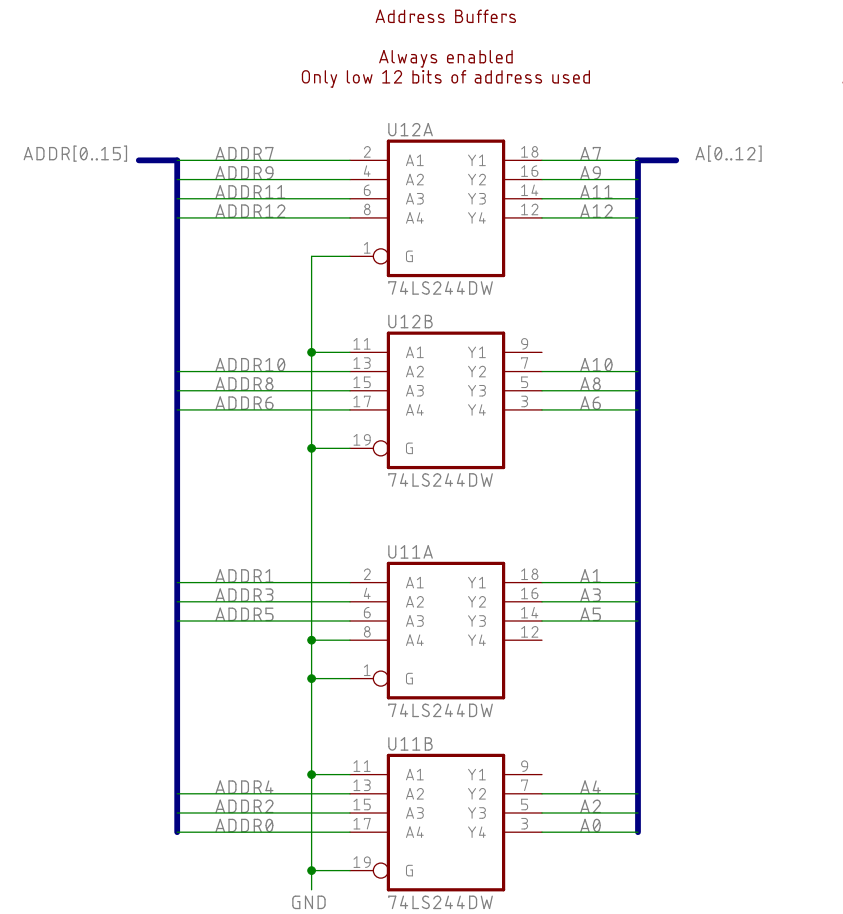 Address Buffers
Always enabled
Only low 12 bits of address used
U12A
ADDR[0..15] ADDR7 2 A1 Y1 18 A7 A[0..12]
ADDR9 4 A2 Y2 16 A9
ADDR11 6 A3 Y3 14 A11
ADDR12 8 A4 Y4 12 A12
1 G
74LS244DW
U12B
11 A1 Y1 9
ADDR10 13 A2 Y2 7 A10
ADDR8 15 A3 Y3 5 A8
ADDR6 17 A4 Y4 3 A6
19 G
74LS244DW
U11A
ADDR1 2 A1 Y1 18 A1
ADDR3 4 A2 Y2 16 A3
ADDR5 6 A3 Y3 14 A5
8 A4 Y4 12
1 G
74LS244DW
U11B
11 A1 Y1 9
ADDR4 13 A2 Y2 7 A4
ADDR2 15 A3 Y3 5 A2
ADDR0 17 A4 Y4 3 A0
19 G
GND 74LS244DW